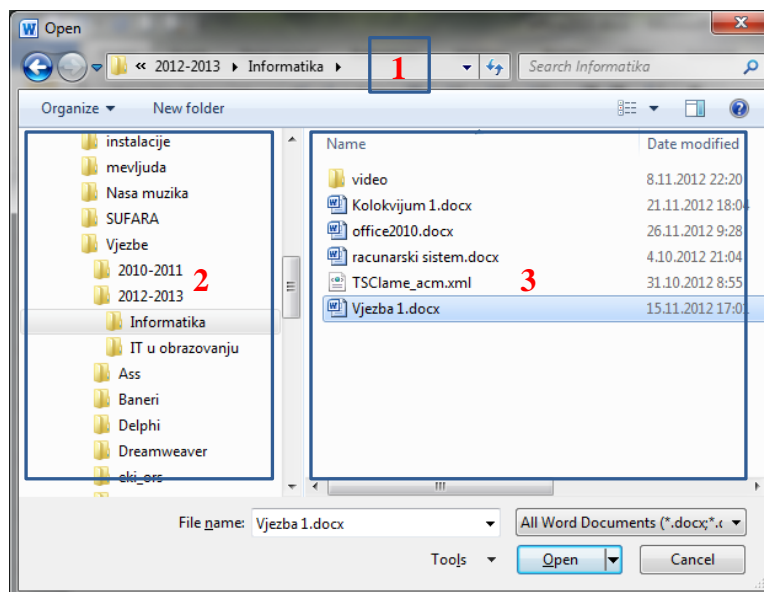 Open
« 2012-2013 Informatika 1 Search Informatika
Organize New folder
instalacije
mevljuda
Nasa muzika
SUFARA
Vjezbe
2010-2011
2012-2013
Informatika
IT u obrazovanju
Ass
Baneri
Delphi
Dreamweaver
2
Name Date modified
video 8.11.2012 22:20
Kolokvijum 1.docx 21.11.2012 18:04
office2010.docx 26.11.2012 9:28
racunarski sistem.docx 4.10.2012 21:04
TSClame_acm.xml 31.10.2012 8:55
Vjezba 1.docx 15.11.2012 17:01
3
File name: Vjezba 1.docx All Word Documents (*.docx;*.c
Tools Open Cancel